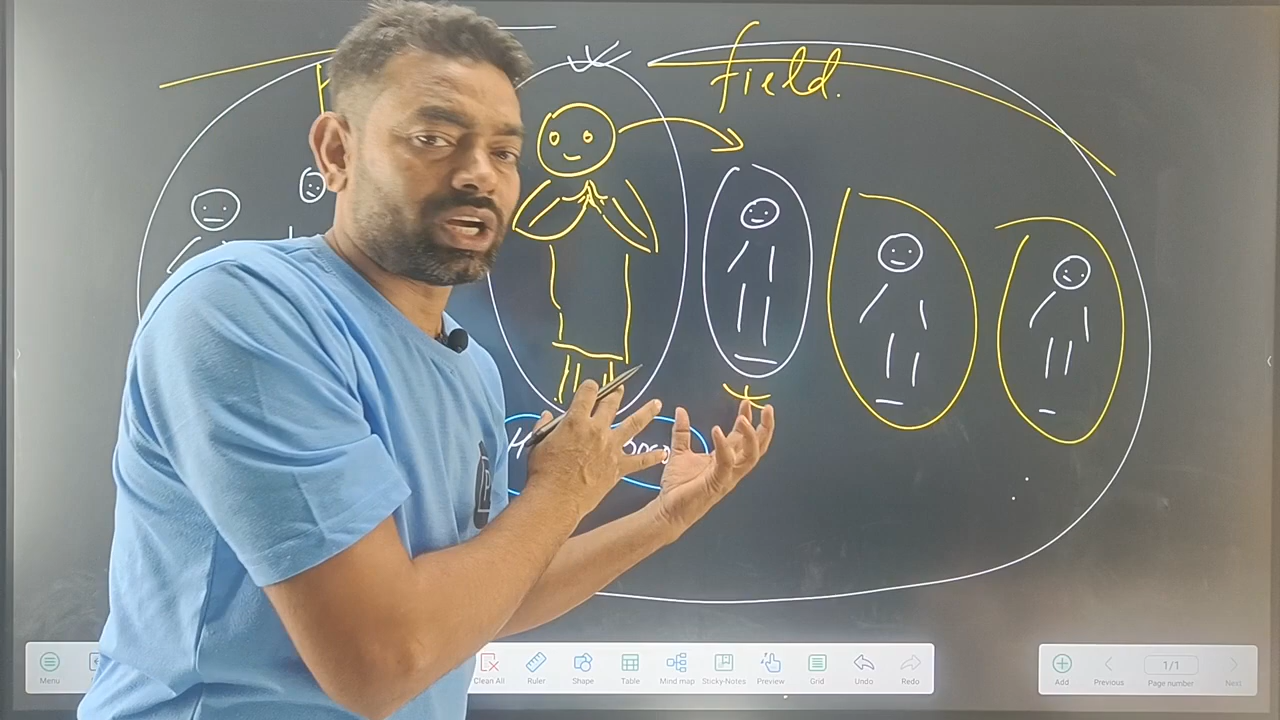 field.
Menu
Clean All
Ruler
Shape
Table
Mind map
Sticky-Notes
Preview
Grid
Undo
Redo
Add
Previous
1/1
Page number
Next